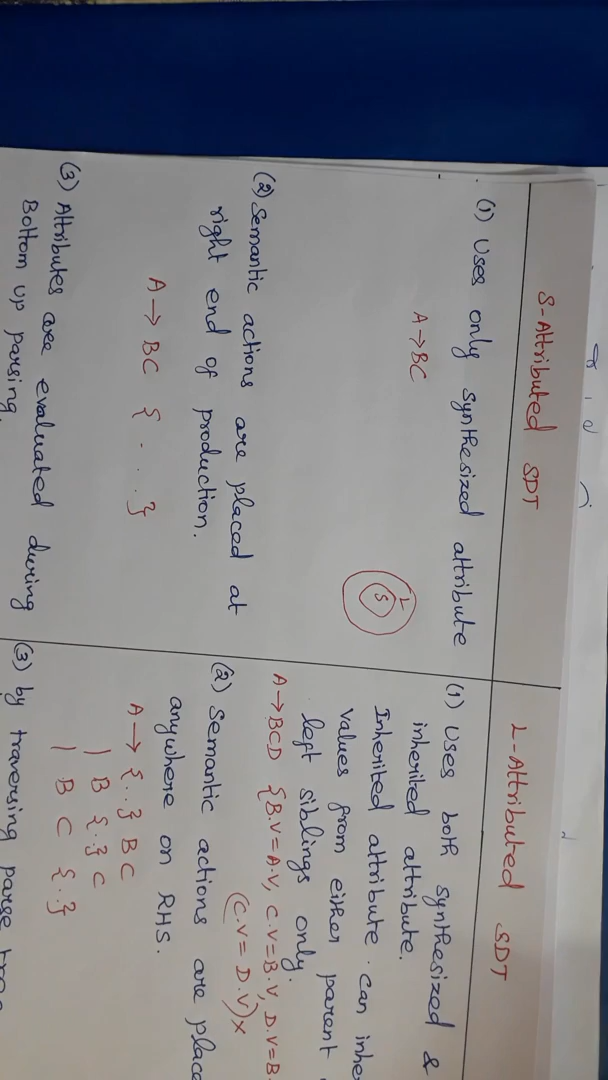 S-Attributed SDT
(1) Uses only synthesized attribute
A → BC
L
S
(2) Semantic actions are placed at
right end of production.
A → BC { . . . }
(3) Attributes are evaluated during
Bottom up parsing.
L-Attributed SDT
(1) Uses both synthesized &
inherited attribute.
Inherited attribute can
values from either parent
left siblings only.
A → BCD {B.V=A.V, C.V=B.V, D.V=B.
(C.V = D.V) ×
(2) Semantic actions are
anywhere on RHS.
A → {..} BC
| B {.} C
| B C {.}
(3) by traversing parse